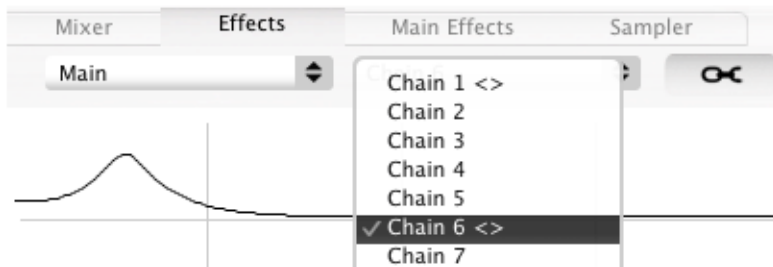 Mixer Effects Main Effects Sampler
Main
Chain 1 <>
Chain 2
Chain 3
Chain 4
Chain 5
✓ Chain 6 <>
Chain 7